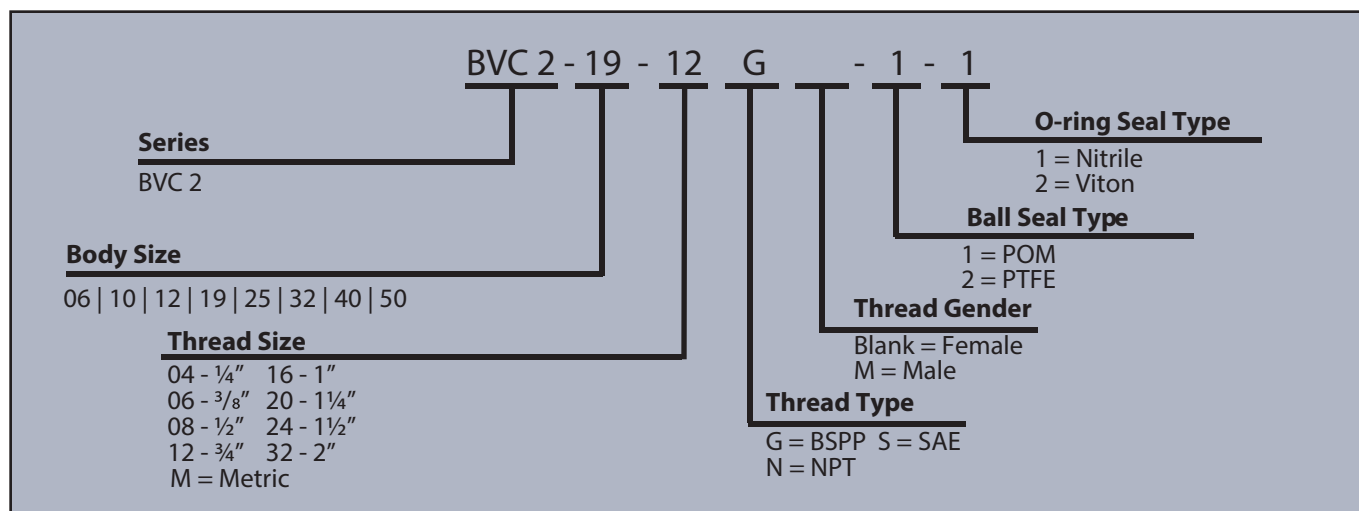 BVC 2 - 19 - 12 G - 1 - 1
Series
BVC 2
Body Size
06 | 10 | 12 | 19 | 25 | 32 | 40 | 50
Thread Size
04 - ¼” 16 - 1”
06 - ³/₈” 20 - 1¼”
08 - ½” 24 - 1½”
12 - ¾” 32 - 2”
M = Metric
Thread Type
G = BSPP S = SAE
N = NPT
Thread Gender
Blank = Female
M = Male
Ball Seal Type
1 = POM
2 = PTFE
O-ring Seal Type
1 = Nitrile
2 = Viton